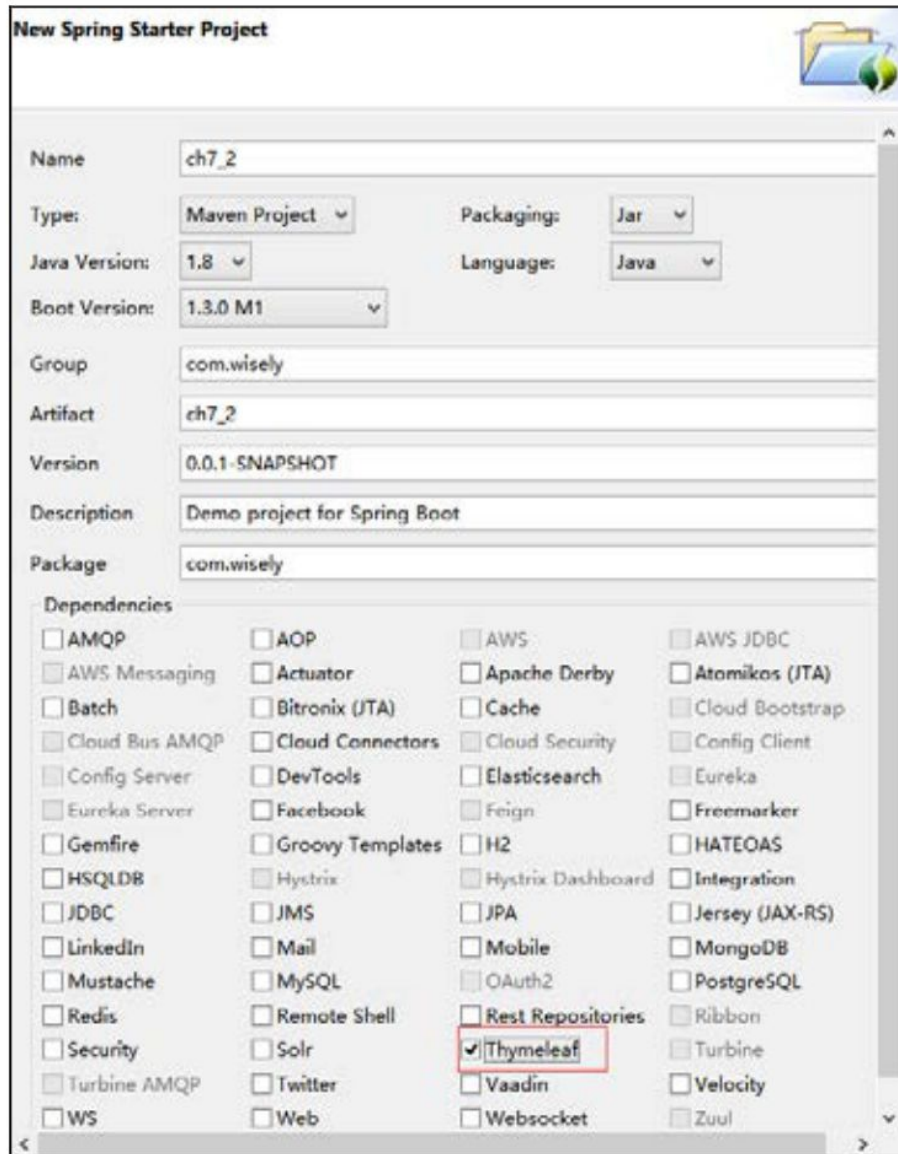 New Spring Starter Project
Name ch7_2
Type: Maven Project Packaging: Jar
Java Version: 1.8 Language: Java
Boot Version: 1.3.0 M1
Group com.wisely
Artifact ch7_2
Version 0.0.1-SNAPSHOT
Description Demo project for Spring Boot
Package com.wisely
Dependencies
AMQP AOP AWS AWS JDBC
AWS Messaging Actuator Apache Derby Atomikos (JTA)
Batch Bitronix (JTA) Cache Cloud Bootstrap
Cloud Bus AMQP Cloud Connectors Cloud Security Config Client
Config Server DevTools Elasticsearch Eureka
Eureka Server Facebook Feign Freemarker
Gemfire Groovy Templates H2 HATEOAS
HSQLDB Hystrix Hystrix Dashboard Integration
JDBC JMS JPA Jersey (JAX-RS)
LinkedIn Mail Mobile MongoDB
Mustache MySQL OAuth2 PostgreSQL
Redis Remote Shell Rest Repositories Ribbon
Security Solr Thymeleaf Turbine
Turbine AMQP Twitter Vaadin Velocity
WS Web Websocket Zuul